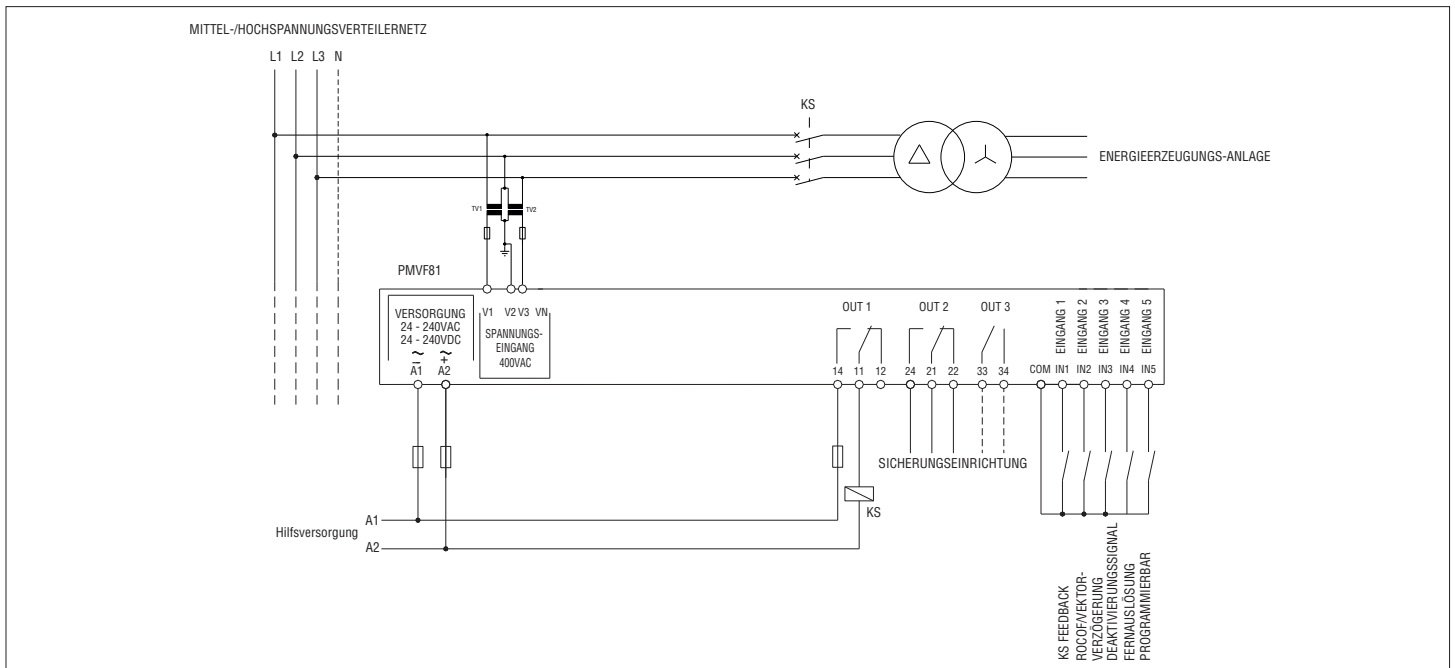 MITTEL-/HOCHSPANNUNGSVERTEILERNETZ
L1 L2 L3 N
KS
ENERGIEERZEUGUNGS-ANLAGE
TV1 TV2
PMVF81
VERSORGUNG
24 - 240VAC
24 - 240VDC
~ ~
– +
A1 A2
V1 V2 V3 VN
SPANNUNGS-
EINGANG
400VAC
OUT 1 OUT 2 OUT 3
EINGANG 1
EINGANG 2
EINGANG 3
EINGANG 4
EINGANG 5
14 11 12 24 21 22 33 34 COM IN1 IN2 IN3 IN4 IN5
SICHERUNGSEINRICHTUNG
KS
Hilfsversorgung
A1
A2
KS FEEDBACK
ROCOF/VEKTOR-
VERZÖGERUNG
DEAKTIVIERUNGSSIGNAL
FERNAUSLÖSUNG
PROGRAMMIERBAR